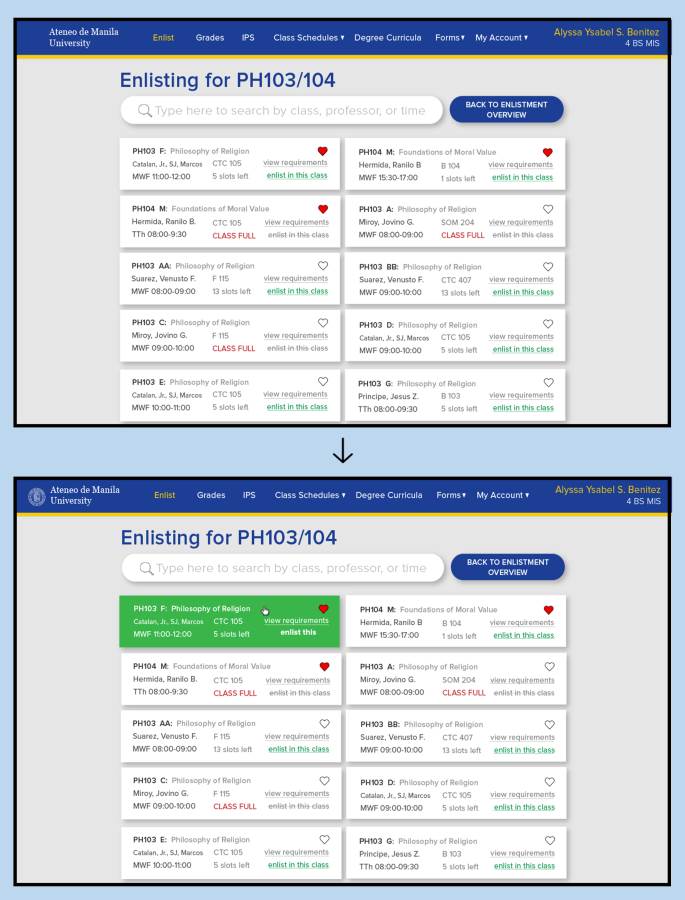 Ateneo de Manila
University
Enlist Grades IPS Class Schedules ▾ Degree Curricula Forms ▾ My Account ▾
Alyssa Ysabel S. Benitez
4 BS MIS
Enlisting for PH103/104
Type here to search by class, professor, or time
BACK TO ENLISTMENT
OVERVIEW
PH103 F: Philosophy of Religion
Catalan, Jr., SJ, Marcos CTC 105 view requirements
MWF 11:00-12:00 5 slots left enlist in this class
PH104 M: Foundations of Moral Value
Hermida, Ranilo B B 104 view requirements
MWF 15:30-17:00 1 slots left enlist in this class
PH104 M: Foundations of Moral Value
Hermida, Ranilo B. CTC 105 view requirements
TTh 08:00-9:30 CLASS FULL enlist in this class
PH103 A: Philosophy of Religion
Miroy, Jovino G. SOM 204 view requirements
MWF 08:00-09:00 CLASS FULL enlist in this class
PH103 AA: Philosophy of Religion
Suarez, Venusto F. F 115 view requirements
MWF 08:00-09:00 13 slots left enlist in this class
PH103 BB: Philosophy of Religion
Suarez, Venusto F. CTC 407 view requirements
MWF 09:00-10:00 13 slots left enlist in this class
PH103 C: Philosophy of Religion
Miroy, Jovino G. F 115 view requirements
MWF 09:00-10:00 CLASS FULL enlist in this class
PH103 D: Philosophy of Religion
Catalan, Jr., SJ, Marcos CTC 105 view requirements
MWF 09:00-10:00 5 slots left enlist in this class
PH103 E: Philosophy of Religion
Catalan, Jr., SJ, Marcos CTC 105 view requirements
MWF 10:00-11:00 5 slots left enlist in this class
PH103 G: Philosophy of Religion
Principe, Jesus Z. B 103 view requirements
TTh 08:00-09:30 5 slots left enlist in this class
Ateneo de Manila
University
Enlist Grades IPS Class Schedules ▾ Degree Curricula Forms ▾ My Account ▾
Alyssa Ysabel S. Benitez
4 BS MIS
Enlisting for PH103/104
Type here to search by class, professor, or time
BACK TO ENLISTMENT
OVERVIEW
PH103 F: Philosophy of Religion
Catalan, Jr., SJ, Marcos CTC 105 view requirements
MWF 11:00-12:00 5 slots left enlist this
PH104 M: Foundations of Moral Value
Hermida, Ranilo B B 104 view requirements
MWF 15:30-17:00 1 slots left enlist in this class
PH104 M: Foundations of Moral Value
Hermida, Ranilo B. CTC 105 view requirements
TTh 08:00-9:30 CLASS FULL enlist in this class
PH103 A: Philosophy of Religion
Miroy, Jovino G. SOM 204 view requirements
MWF 08:00-09:00 CLASS FULL enlist in this class
PH103 AA: Philosophy of Religion
Suarez, Venusto F. F 115 view requirements
MWF 08:00-09:00 13 slots left enlist in this class
PH103 BB: Philosophy of Religion
Suarez, Venusto F. CTC 407 view requirements
MWF 09:00-10:00 13 slots left enlist in this class
PH103 C: Philosophy of Religion
Miroy, Jovino G. F 115 view requirements
MWF 09:00-10:00 CLASS FULL enlist in this class
PH103 D: Philosophy of Religion
Catalan, Jr., SJ, Marcos CTC 105 view requirements
MWF 09:00-10:00 5 slots left enlist in this class
PH103 E: Philosophy of Religion
Catalan, Jr., SJ, Marcos CTC 105 view requirements
MWF 10:00-11:00 5 slots left enlist in this class
PH103 G: Philosophy of Religion
Principe, Jesus Z. B 103 view requirements
TTh 08:00-09:30 5 slots left enlist in this class